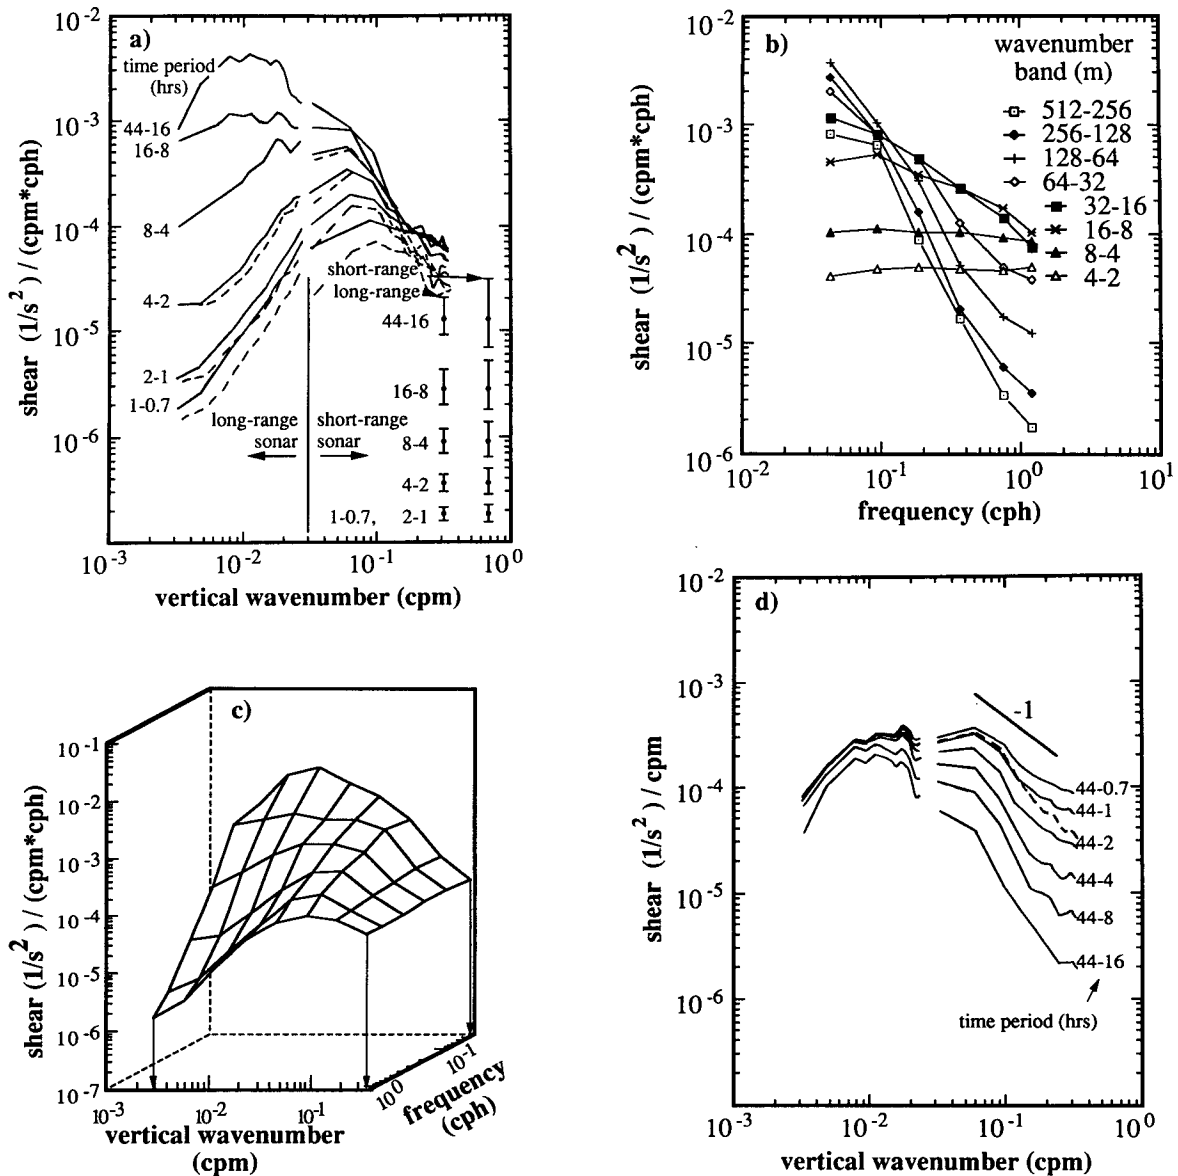 a)
time period
(hrs)
44-16
16-8
8-4
4-2
2-1
1-0.7
short-range
long-range
44-16
16-8
8-4
4-2
1-0.7, 2-1
long-range
sonar
short-range
sonar
10^-2
10^-3
10^-4
10^-5
10^-6
10^-3
10^-2
10^-1
10^0
shear (1/s^2) / (cpm*cph)
vertical wavenumber (cpm)
b)
wavenumber
band (m)
512-256
256-128
128-64
64-32
32-16
16-8
8-4
4-2
10^-2
10^-3
10^-4
10^-5
10^-6
10^-2
10^-1
10^0
10^1
shear (1/s^2) / (cpm*cph)
frequency (cph)
c)
10^-1
10^-2
10^-3
10^-4
10^-5
10^-6
10^-7
10^-3
10^-2
10^-1
10^0
10^-1
shear (1/s^2) / (cpm*cph)
vertical wavenumber
(cpm)
frequency
(cph)
d)
-1
44-0.7
44-1
44-2
44-4
44-8
44-16
time period (hrs)
10^-2
10^-3
10^-4
10^-5
10^-6
10^-3
10^-2
10^-1
10^0
shear (1/s^2) / cpm
vertical wavenumber (cpm)